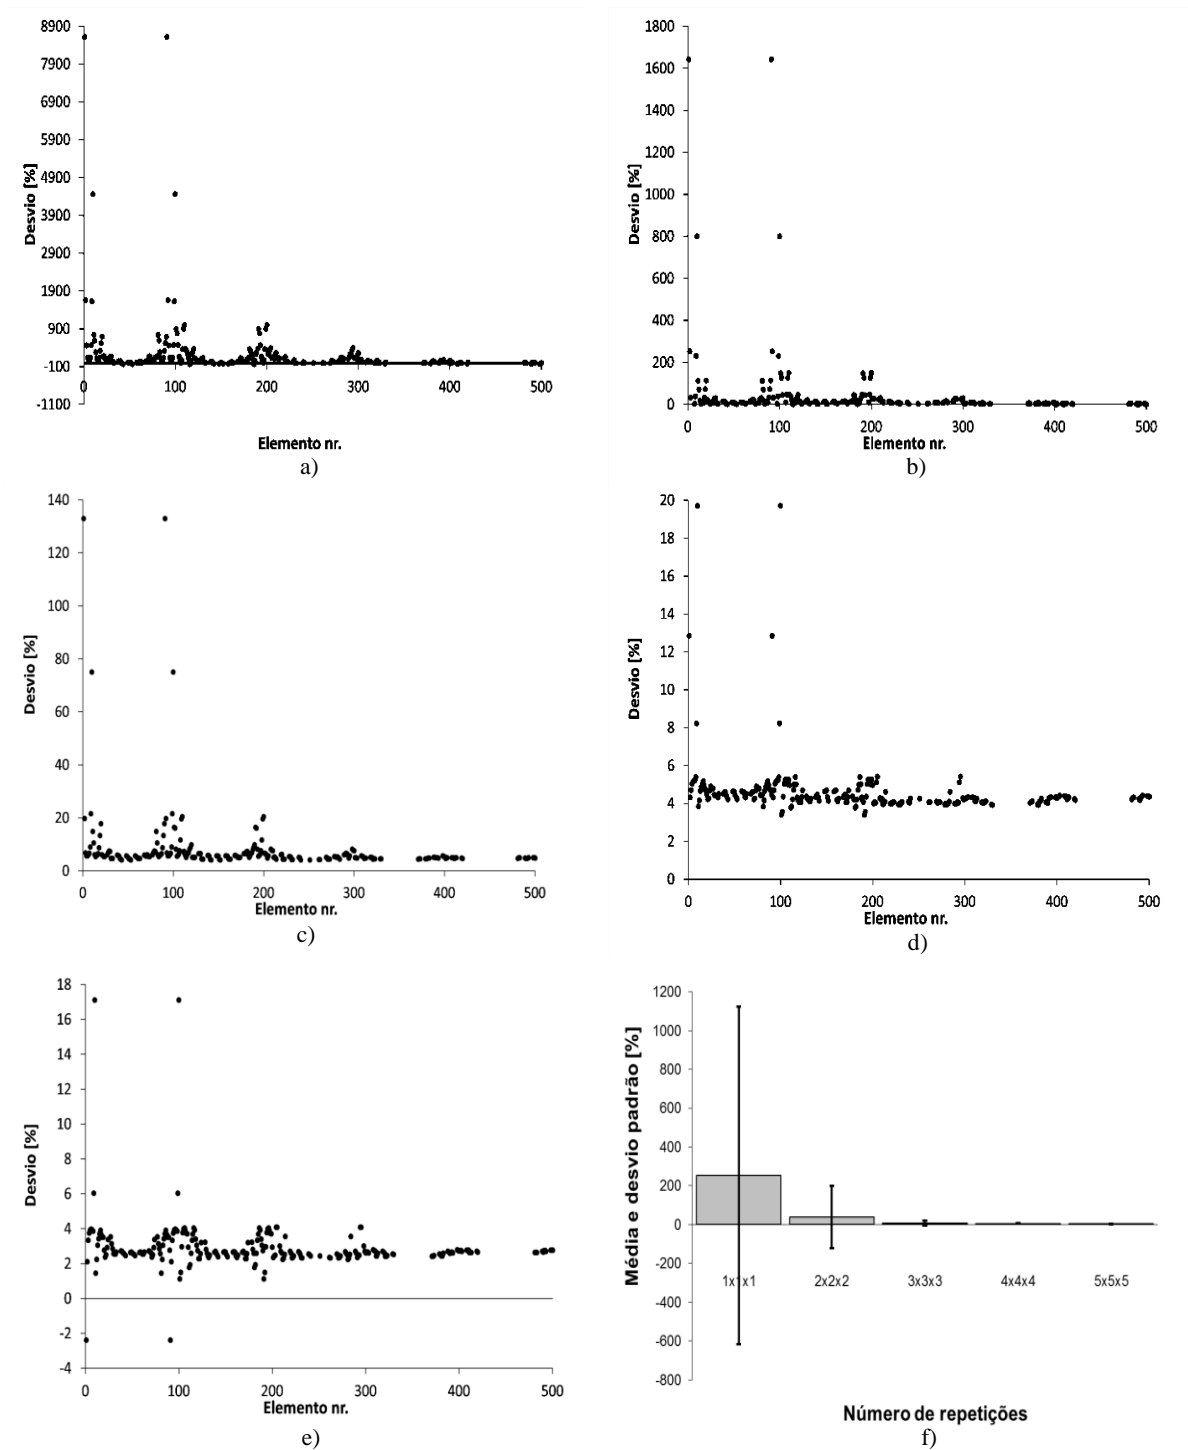 8900
7900
6900
5900
4900
3900
2900
1900
900
-100
-1100
Desvio [%]
0 100 200 300 400 500
Elemento nr.
a)
1800
1600
1400
1200
1000
800
600
400
200
0
Desvio [%]
0 100 200 300 400 500
Elemento nr.
b)
140
120
100
80
60
40
20
0
Desvio [%]
0 100 200 300 400 500
Elemento nr.
c)
20
18
16
14
12
10
8
6
4
2
0
Desvio [%]
0 100 200 300 400 500
Elemento nr.
d)
18
16
14
12
10
8
6
4
2
0
-2
-4
Desvio [%]
0 100 200 300 400 500
Elemento nr.
e)
1200
1000
800
600
400
200
0
-200
-400
-600
-800
Média e desvio padrão [%]
1x1x1 2x2x2 3x3x3 4x4x4 5x5x5
Número de repetições
f)